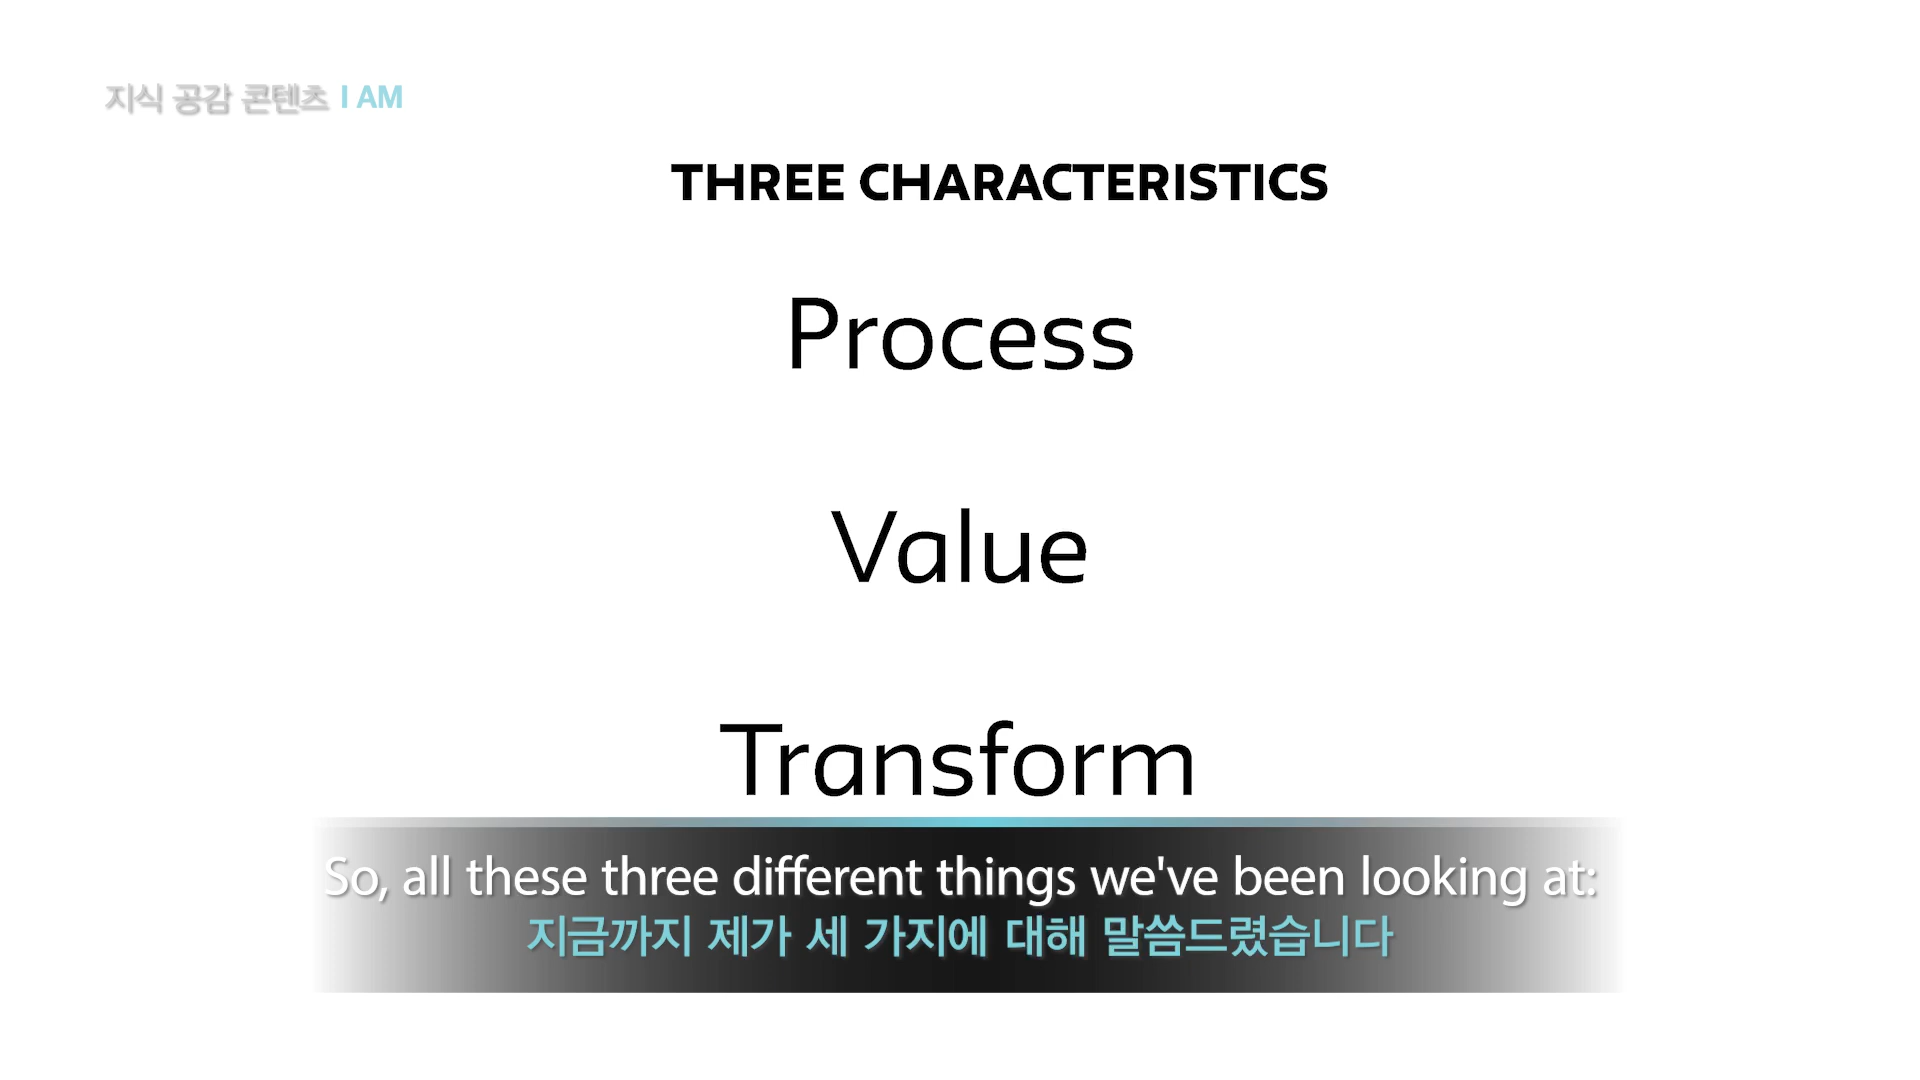 지식 공감 콘텐츠 I AM
THREE CHARACTERISTICS
Process
Value
Transform
So, all these three different things we've been looking at:
지금까지 제가 세 가지에 대해 말씀드렸습니다